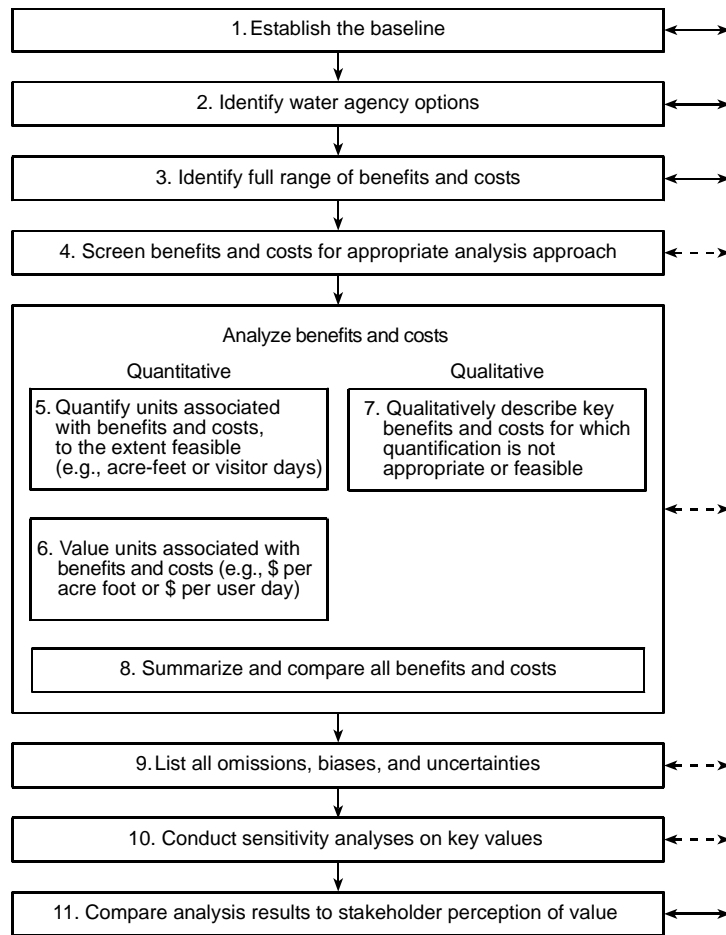 1. Establish the baseline
2. Identify water agency options
3. Identify full range of benefits and costs
4. Screen benefits and costs for appropriate analysis approach
Analyze benefits and costs
Quantitative
Qualitative
5. Quantify units associated
with benefits and costs,
to the extent feasible
(e.g., acre-feet or visitor days)
7. Qualitatively describe key
benefits and costs for which
quantification is not
appropriate or feasible
6. Value units associated with
benefits and costs (e.g., $ per
acre foot or $ per user day)
8. Summarize and compare all benefits and costs
9. List all omissions, biases, and uncertainties
10. Conduct sensitivity analyses on key values
11. Compare analysis results to stakeholder perception of value